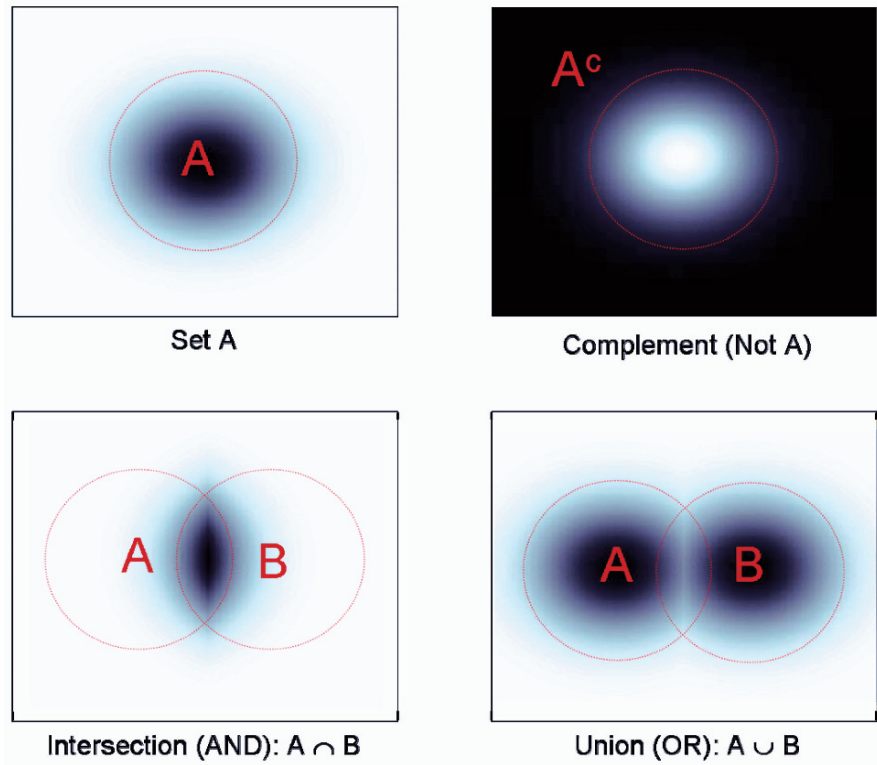 A
Set A
Aᶜ
Complement (Not A)
A B
Intersection (AND): A ∩ B
A B
Union (OR): A ∪ B